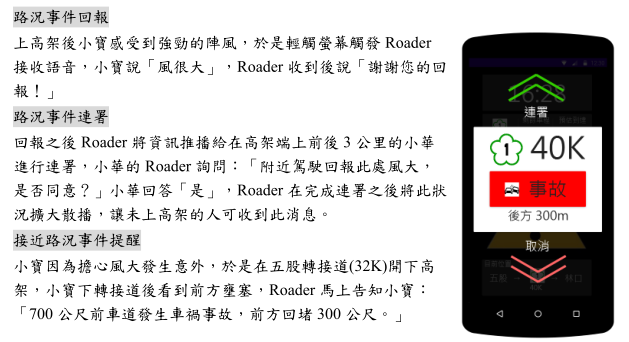 路況事件回報
上高架後小寶感受到強勁的陣風，於是輕觸螢幕觸發 Roader
接收語音，小寶說「風很大」，Roader 收到後說「謝謝您的回
報！」
路況事件連署
回報之後 Roader 將資訊推播給在高架端上前後 3 公里的小華
進行連署，小華的 Roader 詢問：「附近駕駛回報此處風大，
是否同意？」小華回答「是」，Roader 在完成連署之後將此狀
況擴大散播，讓未上高架的人可收到此消息。
接近路況事件提醒
小寶因為擔心風大發生意外，於是在五股轉接道(32K)開下高
架，小寶下轉接道後看到前方壅塞，Roader 馬上告知小寶：
「700 公尺前車道發生車禍事故，前方回堵 300 公尺。」
16:28
連署
1 40K
事故
後方 300m
取消
五股
林口